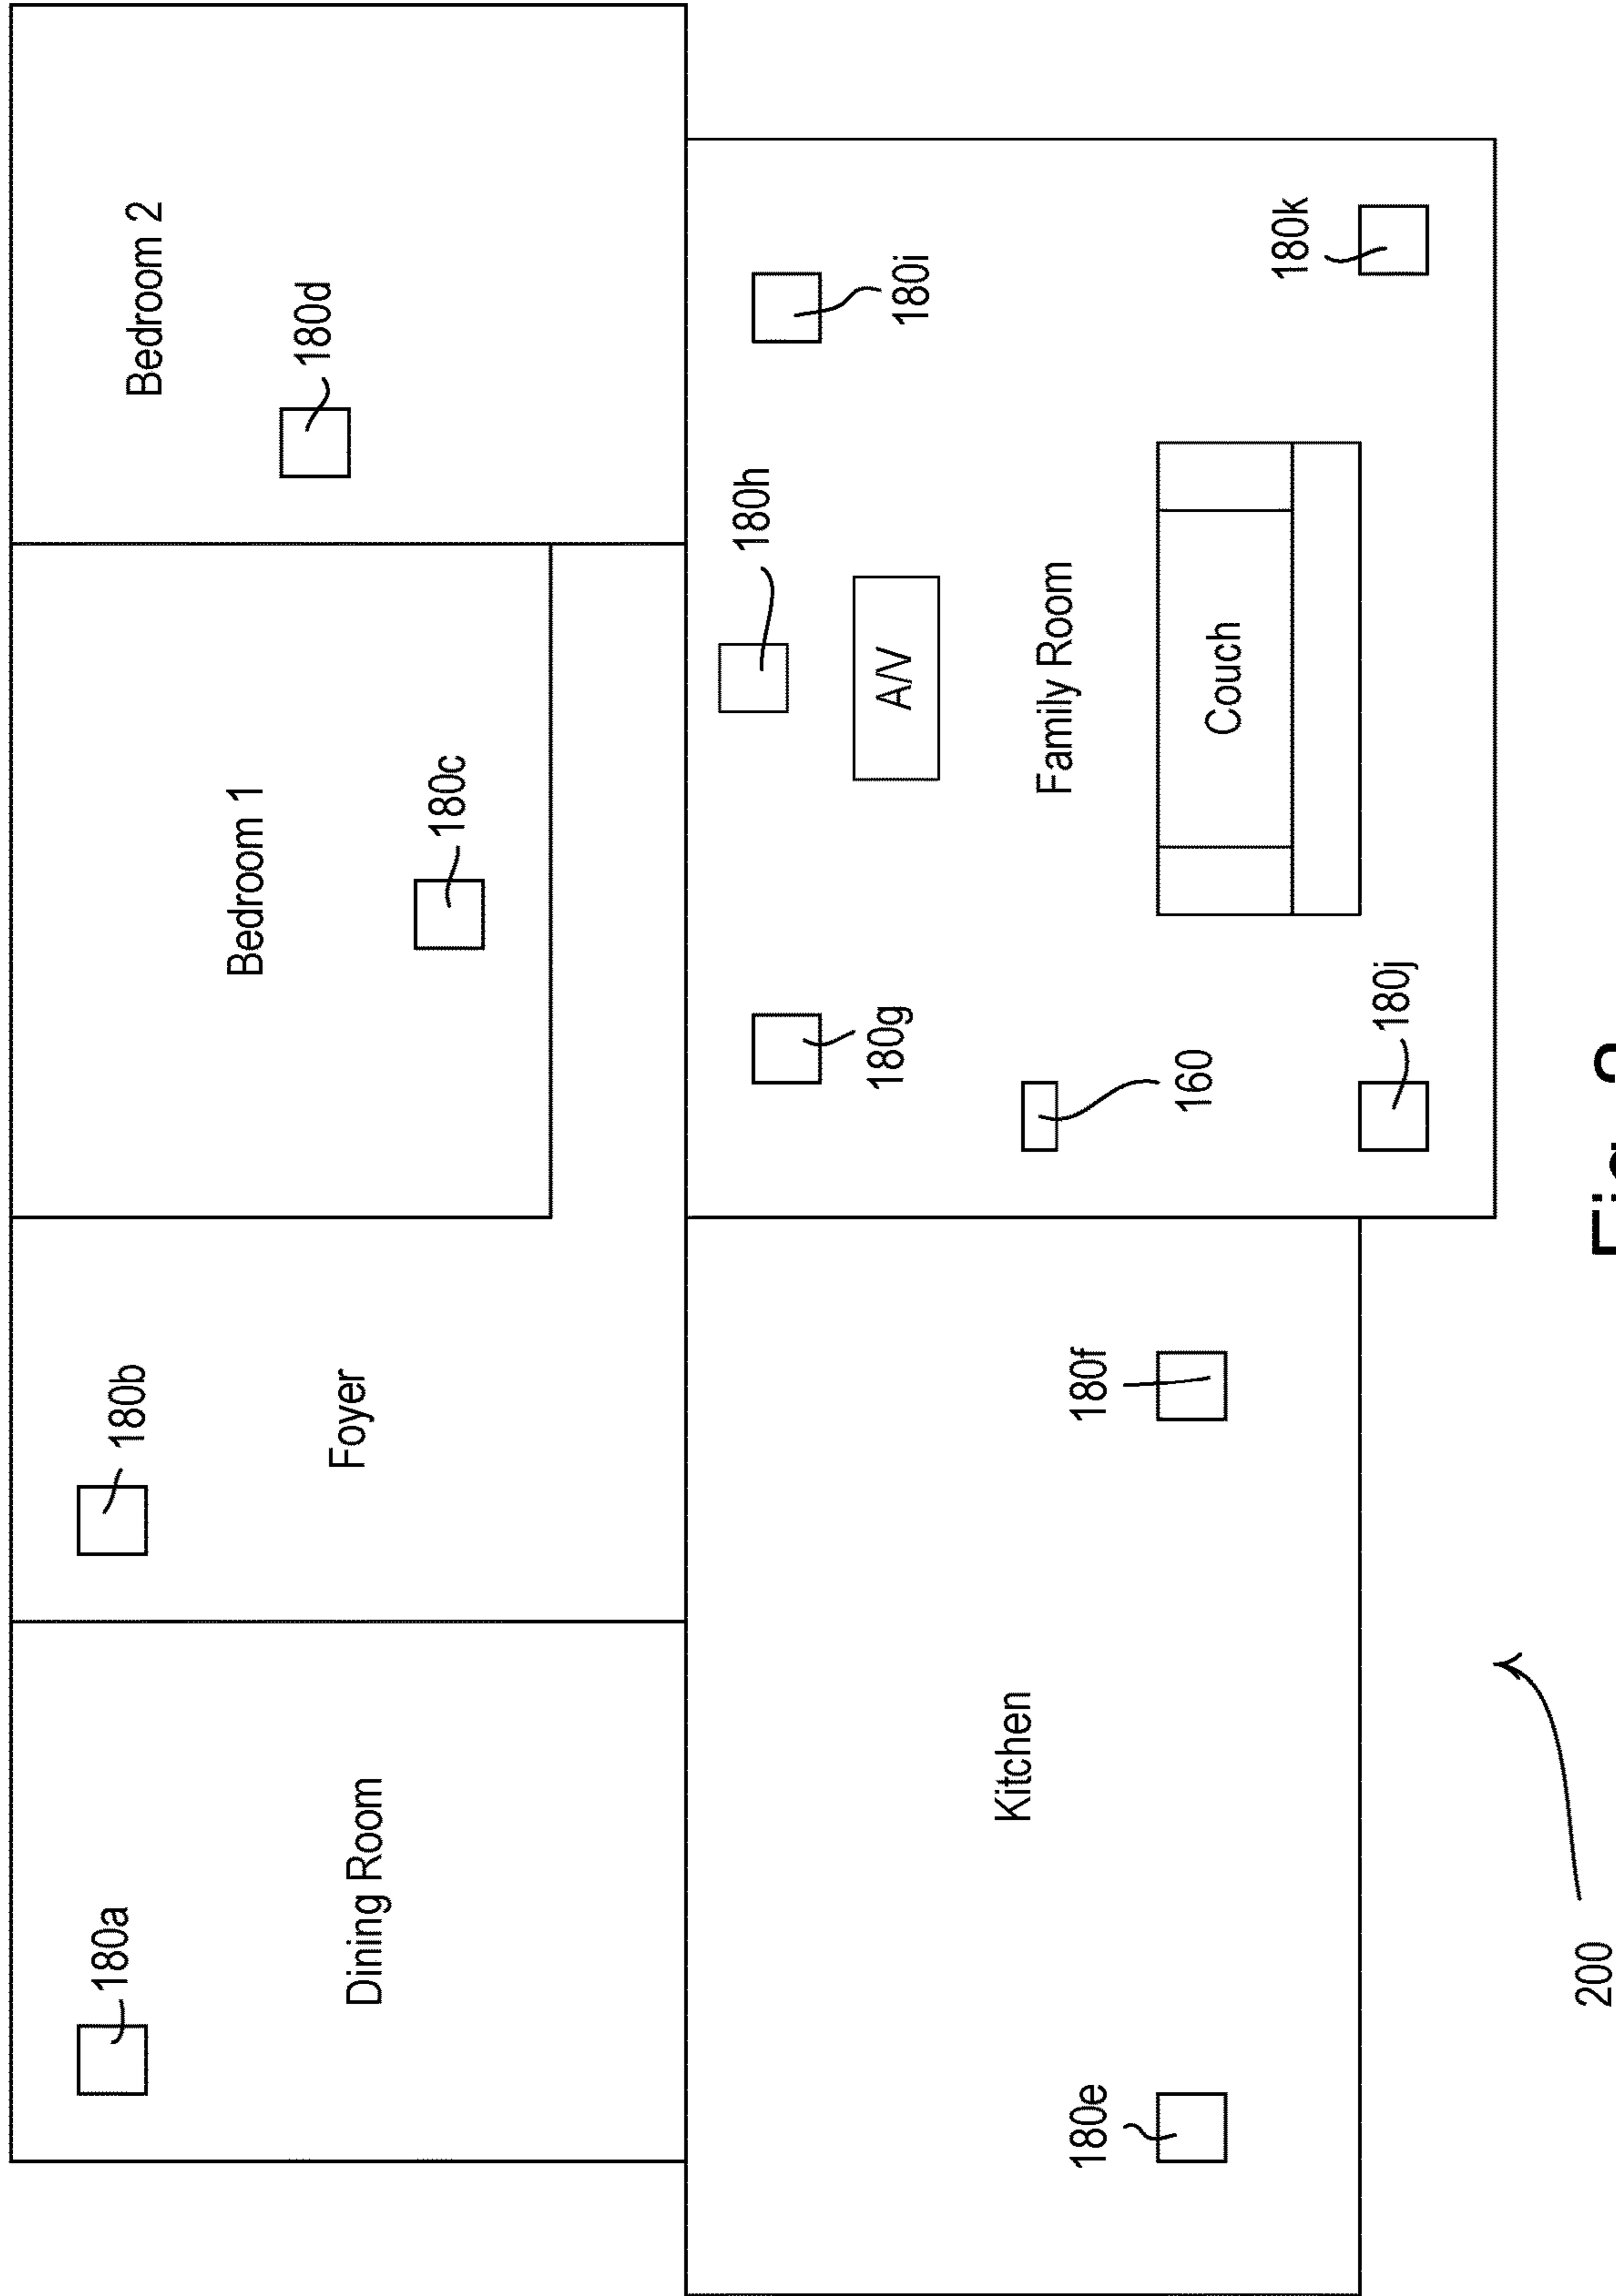 180a
180b
Bedroom 2
Bedroom 1
180d
Foyer
Dining Room
180c
180h
180g
A/V
180i
Kitchen
Family Room
180e
180f
160
Couch
180k
180j
200
Fig.